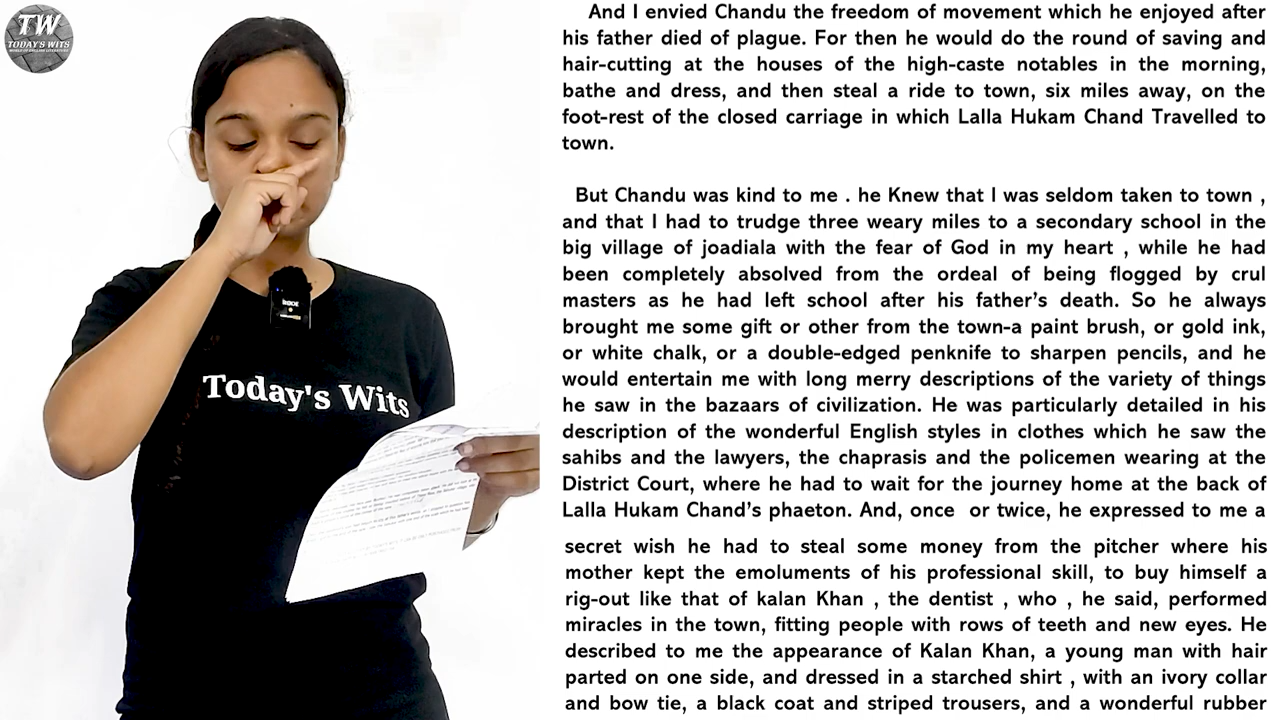 TW
TODAY'S WITS
Today's Wits
And I envied Chandu the freedom of movement which he enjoyed after
his father died of plague. For then he would do the round of saving and
hair-cutting at the houses of the high-caste notables in the morning,
bathe and dress, and then steal a ride to town, six miles away, on the
foot-rest of the closed carriage in which Lalla Hukam Chand Travelled to
town.
But Chandu was kind to me . he Knew that I was seldom taken to town ,
and that I had to trudge three weary miles to a secondary school in the
big village of joadiala with the fear of God in my heart , while he had
been completely absolved from the ordeal of being flogged by crul
masters as he had left school after his father's death. So he always
brought me some gift or other from the town-a paint brush, or gold ink,
or white chalk, or a double-edged penknife to sharpen pencils, and he
would entertain me with long merry descriptions of the variety of things
he saw in the bazaars of civilization. He was particularly detailed in his
description of the wonderful English styles in clothes which he saw the
sahibs and the lawyers, the chaprasis and the policemen wearing at the
District Court, where he had to wait for the journey home at the back of
Lalla Hukam Chand's phaeton. And, once or twice, he expressed to me a
secret wish he had to steal some money from the pitcher where his
mother kept the emoluments of his professional skill, to buy himself a
rig-out like that of kalan Khan , the dentist , who , he said, performed
miracles in the town, fitting people with rows of teeth and new eyes. He
described to me the appearance of Kalan Khan, a young man with hair
parted on one side, and dressed in a starched shirt , with an ivory collar
and bow tie, a black coat and striped trousers, and a wonderful rubber